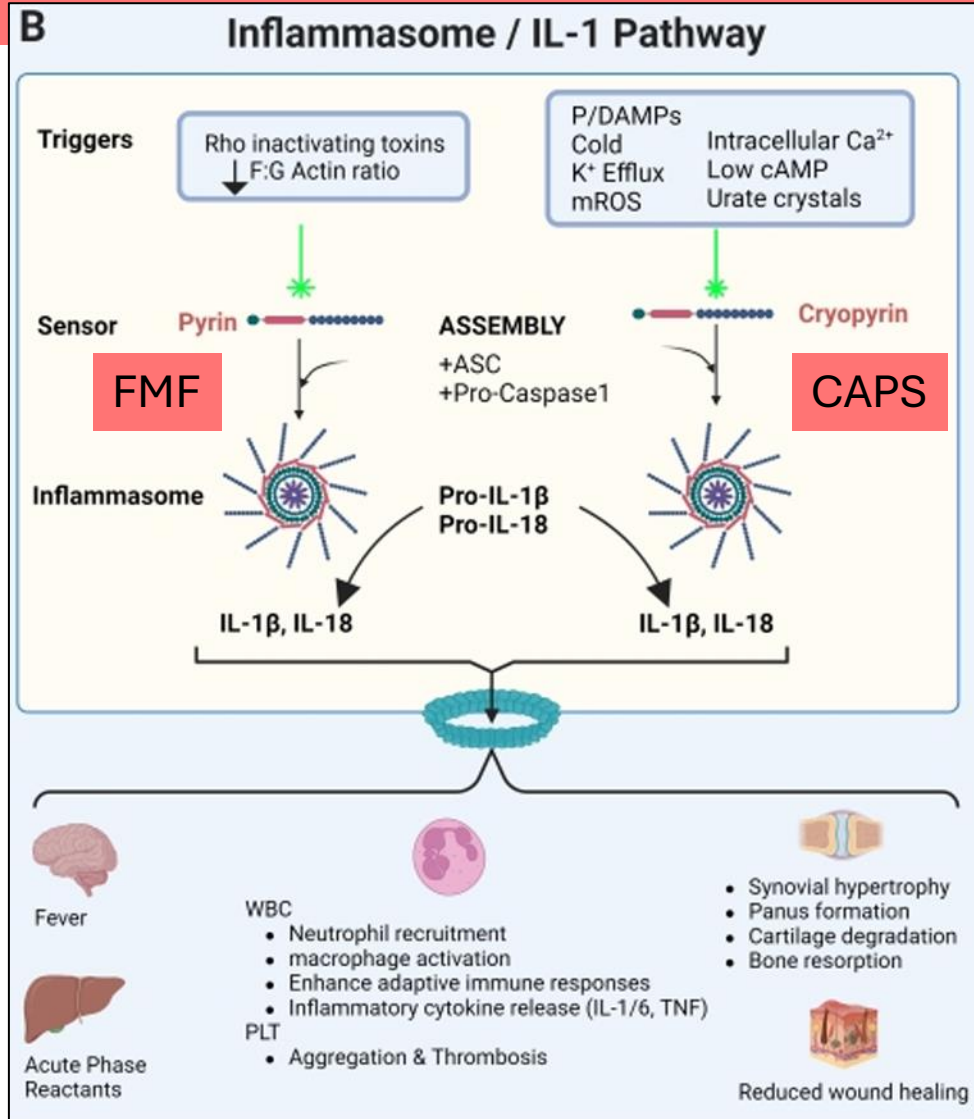 B
Inflammasome / IL-1 Pathway
Triggers
Rho inactivating toxins
F:G Actin ratio
P/DAMPs
Cold
K⁺ Efflux
mROS
Intracellular Ca²⁺
Low cAMP
Urate crystals
Sensor
Pyrin
ASSEMBLY
+ASC
+Pro-Caspase1
Cryopyrin
FMF
CAPS
Inflammasome
Pro-IL-1β
Pro-IL-18
IL-1β, IL-18
IL-1β, IL-18
Fever
Acute Phase
Reactants
WBC
• Neutrophil recruitment
• macrophage activation
• Enhance adaptive immune responses
• Inflammatory cytokine release (IL-1/6, TNF)
PLT
• Aggregation & Thrombosis
• Synovial hypertrophy
• Panus formation
• Cartilage degradation
• Bone resorption
Reduced wound healing